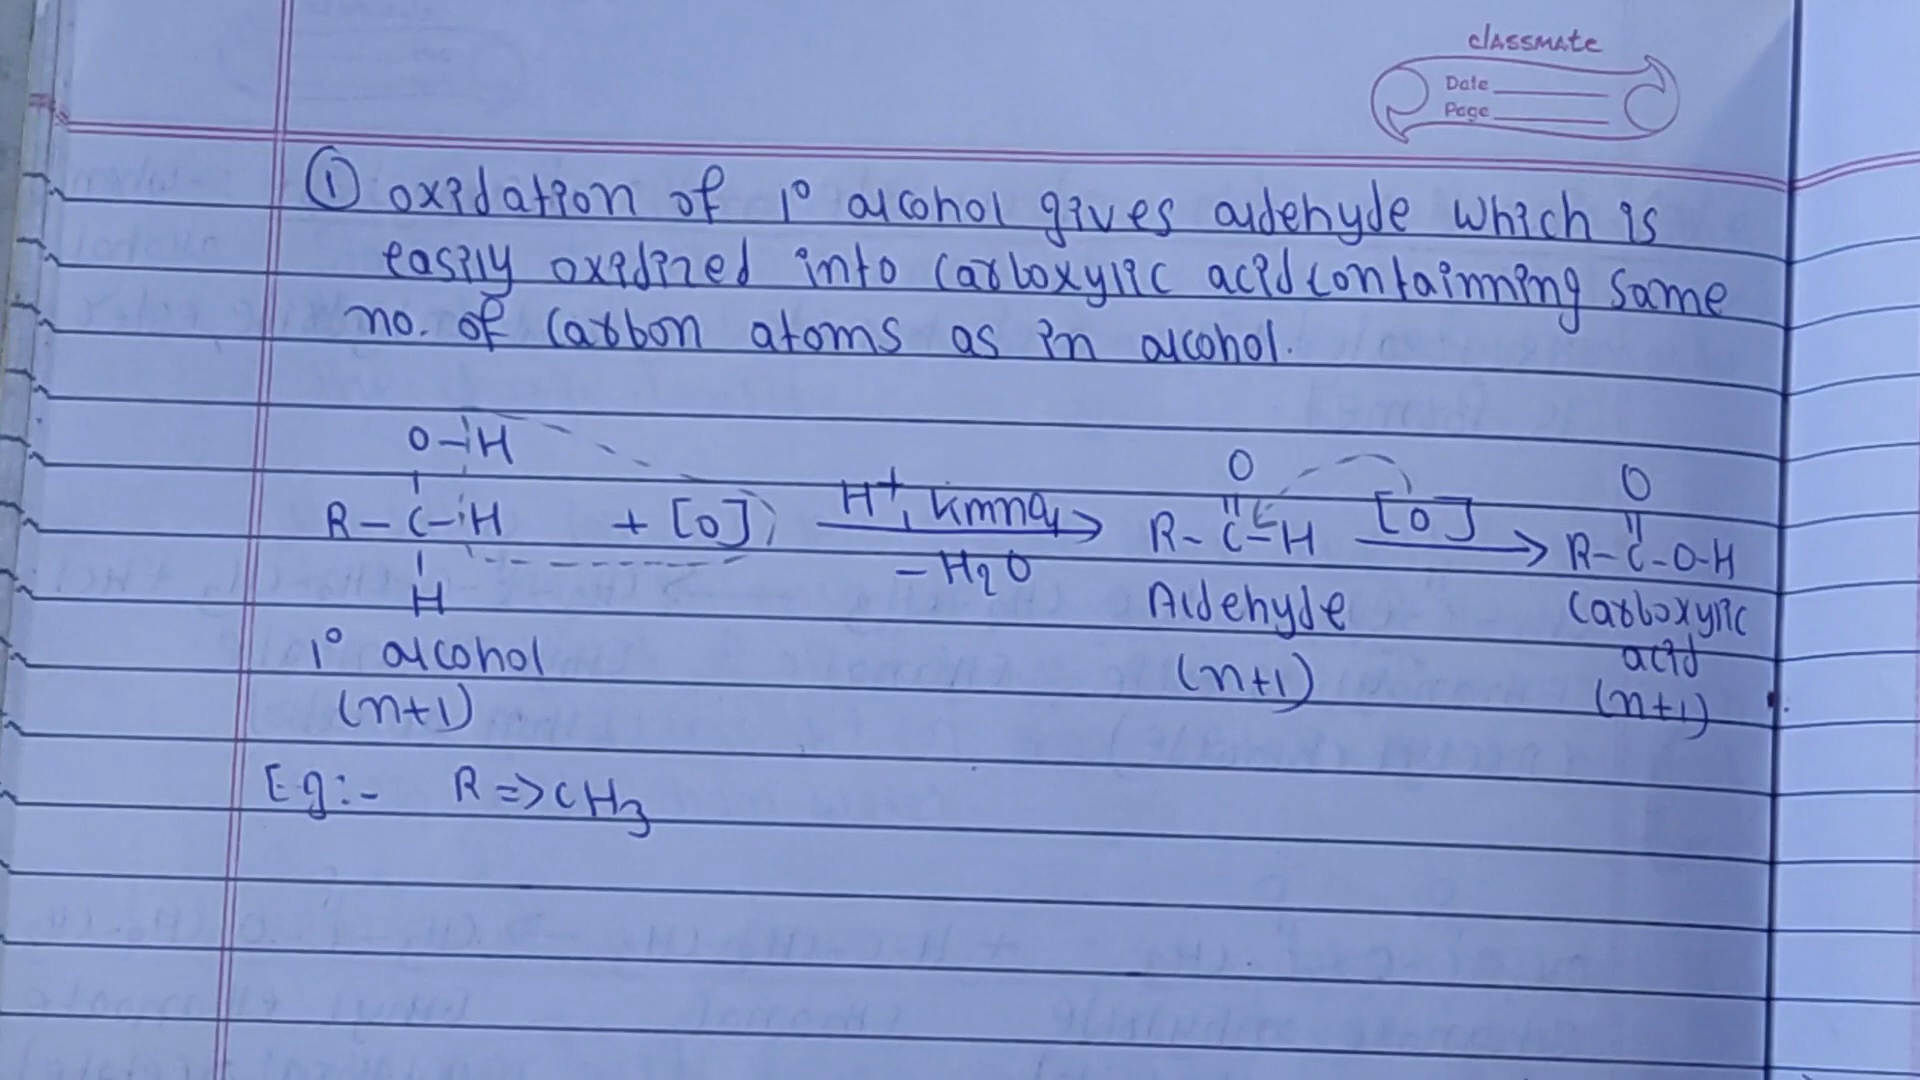 classmate
Date
Page
① oxidation of 1° alcohol gives aldehyde which is
easily oxidized into carboxylic acid containning same
no. of carbon atoms as in alcohol.
O-H
O
O
R-C-H + [O] H⁺, KMnO₄ → R-C-H [O] → R-C-O-H
-H₂O
H
Aldehyde
Carboxylic
acid
1° alcohol
(n+1)
(n+1)
(n+1)
Eg:- R => CH₃